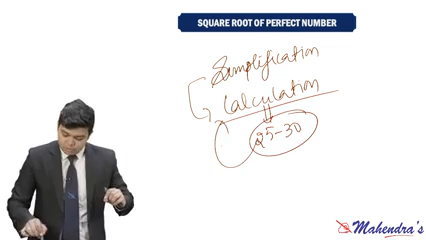 SQUARE ROOT OF PERFECT NUMBER
Simplification
Calculation
25-30
Mahendra's